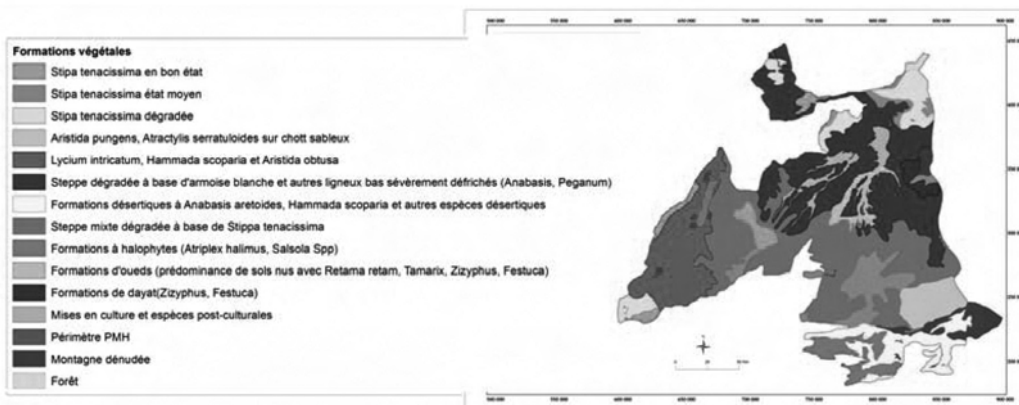 Formations végétales
Stipa tenacissima en bon état
Stipa tenacissima état moyen
Stipa tenacissima dégradée
Aristida pungens, Atractylis serratuloides sur chott sableux
Lycium intricatum, Hammada scoparia et Aristida obtusa
Steppe dégradée à base d'armoise blanche et autres ligneux bas sévèrement défrichés (Anabasis, Peganum)
Formations désertiques à Anabasis aretoides, Hammada scoparia et autres espèces désertiques
Steppe mixte dégradée à base de Stippa tenacissima
Formations à halophytes (Atriplex halimus, Salsola Spp)
Formations d'oueds (prédominance de sols nus avec Retama retam, Tamarix, Zizyphus, Festuca)
Formations de dayat(Zizyphus, Festuca)
Mises en culture et espèces post-culturales
Périmètre PMH
Montagne dénudée
Forêt